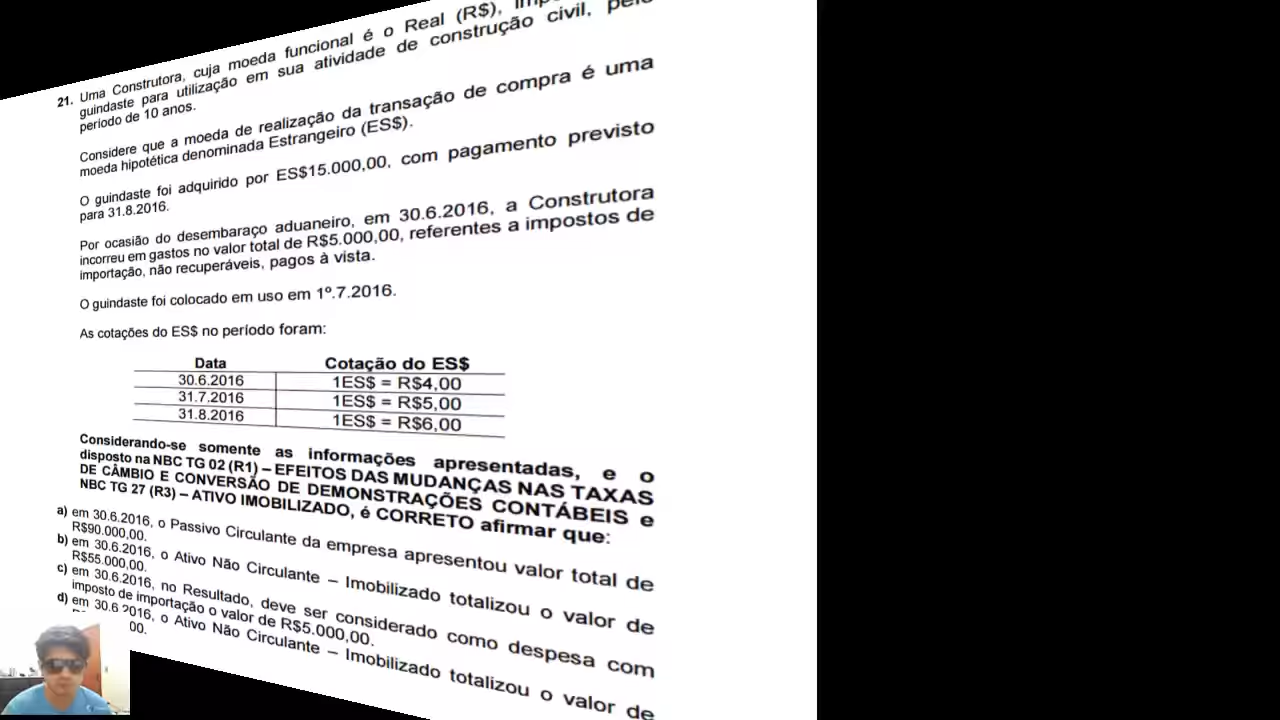 21. Uma Construtora, cuja moeda funcional é o Real (R$),
guindaste para utilização em sua atividade de construção civil,
período de 10 anos.
Considere que a moeda de realização da transação de compra é uma
moeda hipotética denominada Estrangeiro (ES$).
O guindaste foi adquirido por ES$15.000,00, com pagamento previsto
para 31.8.2016.
Por ocasião do desembaraço aduaneiro, em 30.6.2016, a Construtora
incorreu em gastos no valor total de R$5.000,00, referentes a impostos de
importação, não recuperáveis, pagos à vista.
O guindaste foi colocado em uso em 1º.7.2016.
As cotações do ES$ no período foram:
Data Cotação do ES$
30.6.2016 1ES$ = R$4,00
31.7.2016 1ES$ = R$5,00
31.8.2016 1ES$ = R$6,00
Considerando-se somente as informações apresentadas, e o
disposto na NBC TG 02 (R1) – EFEITOS DAS MUDANÇAS NAS TAXAS
DE CÂMBIO E CONVERSÃO DE DEMONSTRAÇÕES CONTÁBEIS e
NBC TG 27 (R3) – ATIVO IMOBILIZADO, é CORRETO afirmar que:
a) em 30.6.2016, o Passivo Circulante da empresa apresentou valor total de
R$90.000,00.
b) em 30.6.2016, o Ativo Não Circulante – Imobilizado totalizou o valor de
R$55.000,00.
c) em 30.6.2016, no Resultado, deve ser considerado como despesa com
imposto de importação o valor de R$5.000,00.
d) em 30.6.2016, o Ativo Não Circulante – Imobilizado totalizou o valor de